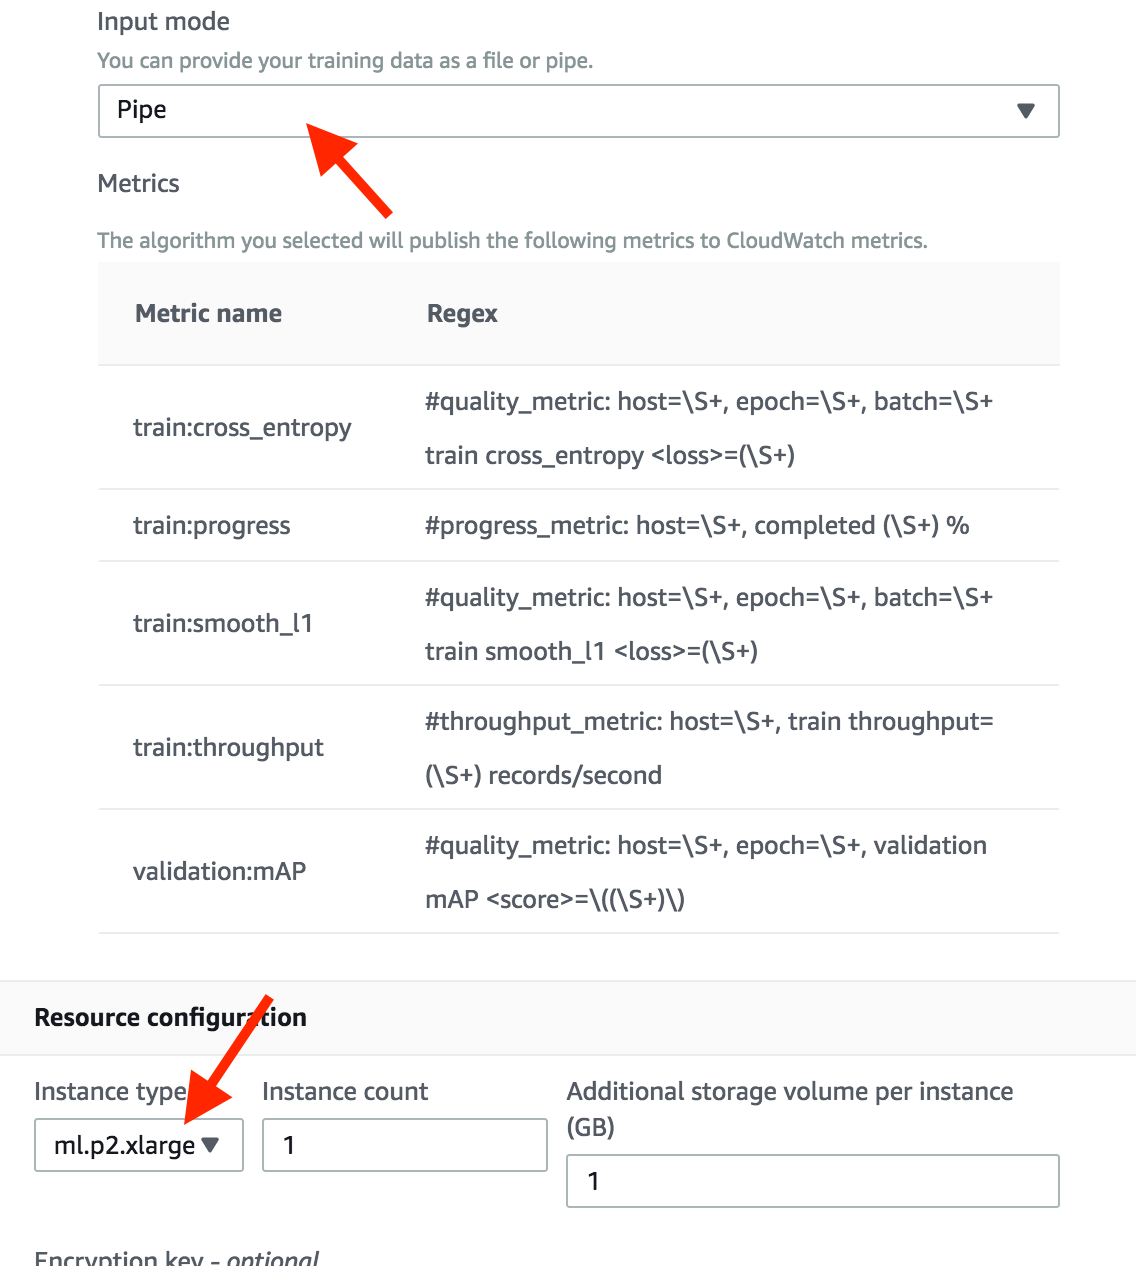 Input mode
You can provide your training data as a file or pipe.
Pipe
Metrics
The algorithm you selected will publish the following metrics to CloudWatch metrics.
Metric name Regex
train:cross_entropy #quality_metric: host=\S+, epoch=\S+, batch=\S+
train cross_entropy <loss>=(\S+)
train:progress #progress_metric: host=\S+, completed (\S+) %
train:smooth_l1 #quality_metric: host=\S+, epoch=\S+, batch=\S+
train smooth_l1 <loss>=(\S+)
train:throughput #throughput_metric: host=\S+, train throughput=
(\S+) records/second
validation:mAP #quality_metric: host=\S+, epoch=\S+, validation
mAP <score>=\((\S+)\)
Resource configuration
Instance type Instance count Additional storage volume per instance
(GB)
ml.p2.xlarge 1 1
Encryption key - optional